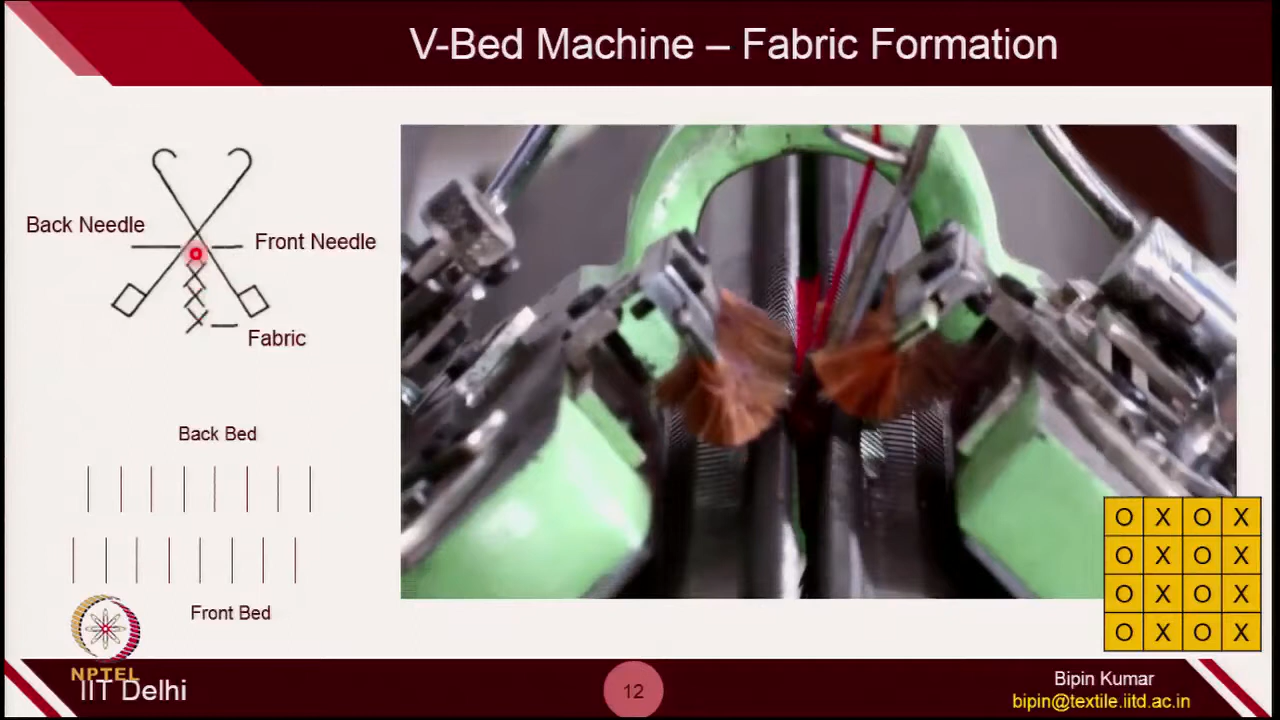 V-Bed Machine – Fabric Formation
Back Needle
Front Needle
Fabric
Back Bed
Front Bed
O X O X
O X O X
O X O X
O X O X
NPTEL
IIT Delhi
12
Bipin Kumar
bipin@textile.iitd.ac.in